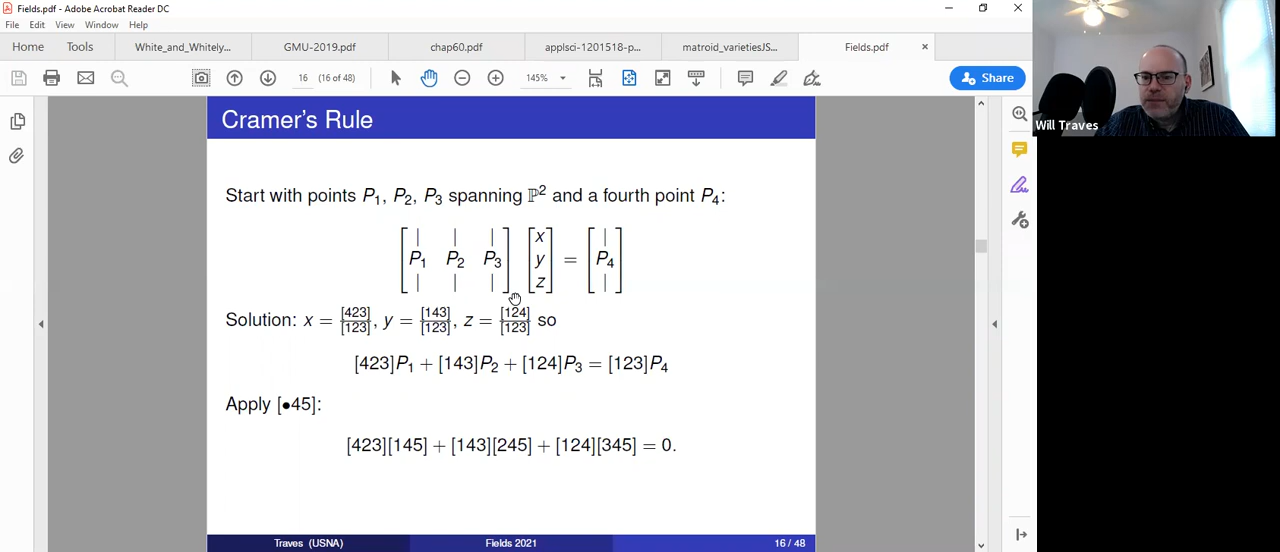 Fields.pdf - Adobe Acrobat Reader DC
File Edit View Window Help
Home Tools White_and_Whitely,... GMU-2019.pdf chap60.pdf applsci-1201518-p... matroid_varietiesJS... Fields.pdf ×
16 (16 of 48) 145% Share
Will Traves
Cramer's Rule
Start with points P₁, P₂, P₃ spanning ℙ² and a fourth point P₄:
[ | | | ] [ x ] [ | ]
[ P₁ P₂ P₃ ] [ y ] = [ P₄ ]
[ | | | ] [ z ] [ | ]
Solution: x = [423]/[123], y = [143]/[123], z = [124]/[123] so
[423]P₁ + [143]P₂ + [124]P₃ = [123]P₄
Apply [•45]:
[423][145] + [143][245] + [124][345] = 0.
Traves (USNA) Fields 2021 16 / 48